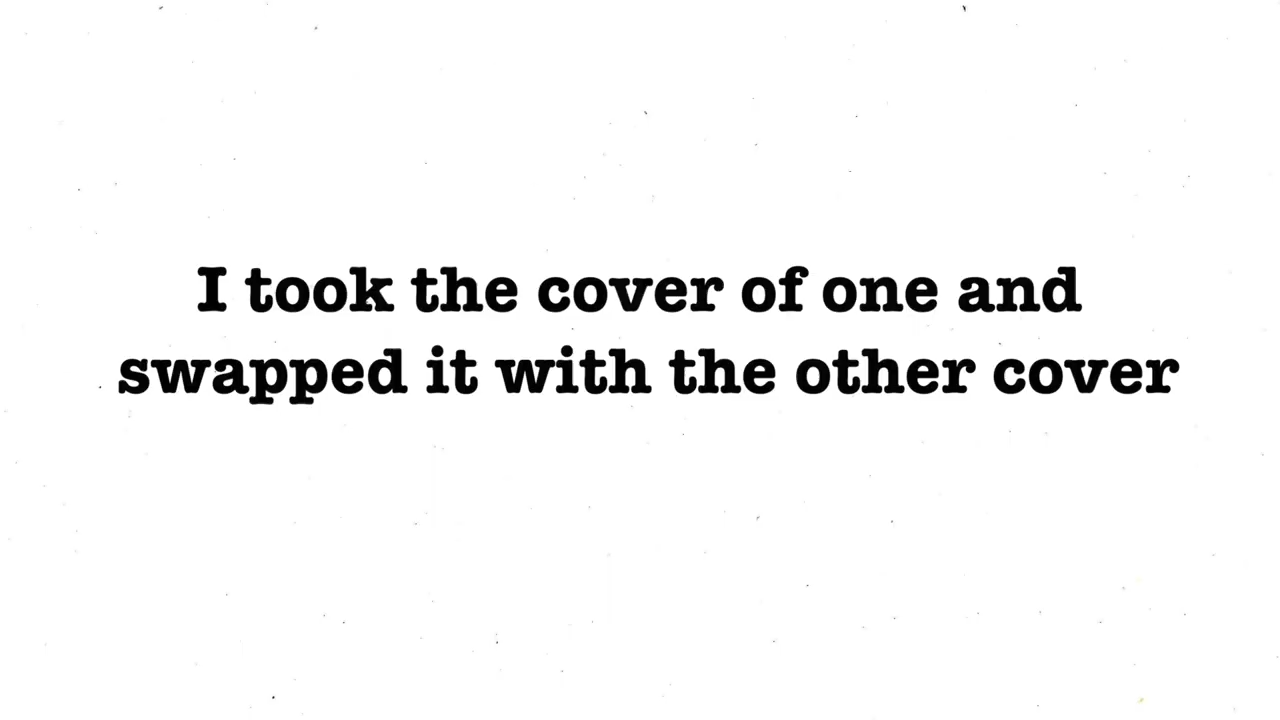 I took the cover of one and
swapped it with the other cover